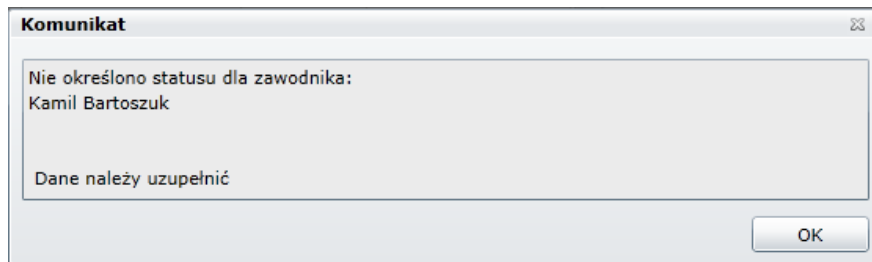 Komunikat
Nie określono statusu dla zawodnika:
Kamil Bartoszuk
Dane należy uzupełnić
OK